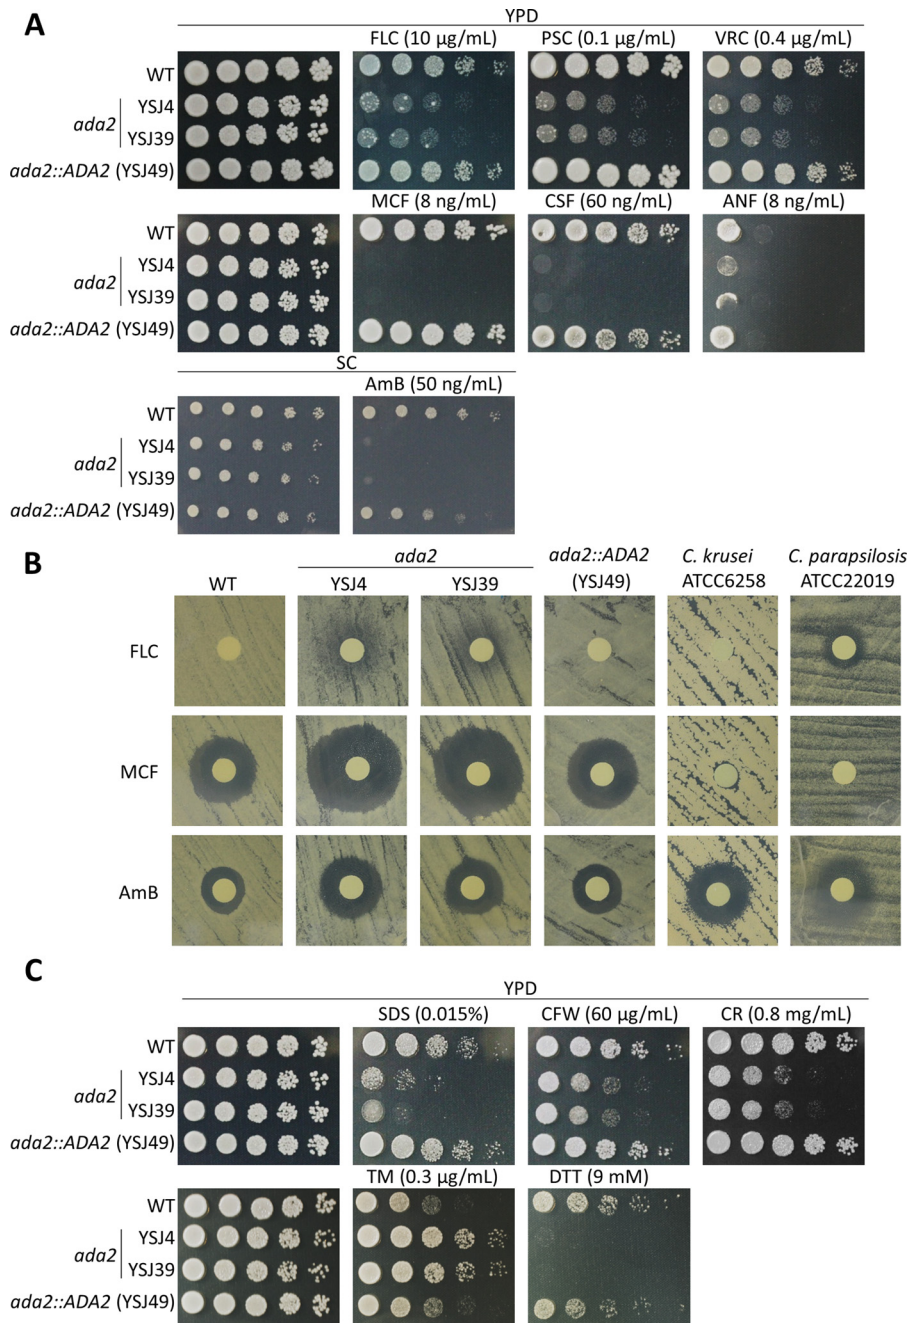 A
YPD
FLC (10 µg/mL) PSC (0.1 µg/mL) VRC (0.4 µg/mL)
WT
YSJ4
ada2
YSJ39
ada2::ADA2 (YSJ49)
MCF (8 ng/mL) CSF (60 ng/mL) ANF (8 ng/mL)
WT
YSJ4
ada2
YSJ39
ada2::ADA2 (YSJ49)
SC
AmB (50 ng/mL)
WT
YSJ4
ada2
YSJ39
ada2::ADA2 (YSJ49)
B
ada2 ada2::ADA2 C. krusei C. parapsilosis
WT YSJ4 YSJ39 (YSJ49) ATCC6258 ATCC22019
FLC
MCF
AmB
C
YPD
SDS (0.015%) CFW (60 µg/mL) CR (0.8 mg/mL)
WT
YSJ4
ada2
YSJ39
ada2::ADA2 (YSJ49)
TM (0.3 µg/mL) DTT (9 mM)
WT
YSJ4
ada2
YSJ39
ada2::ADA2 (YSJ49)